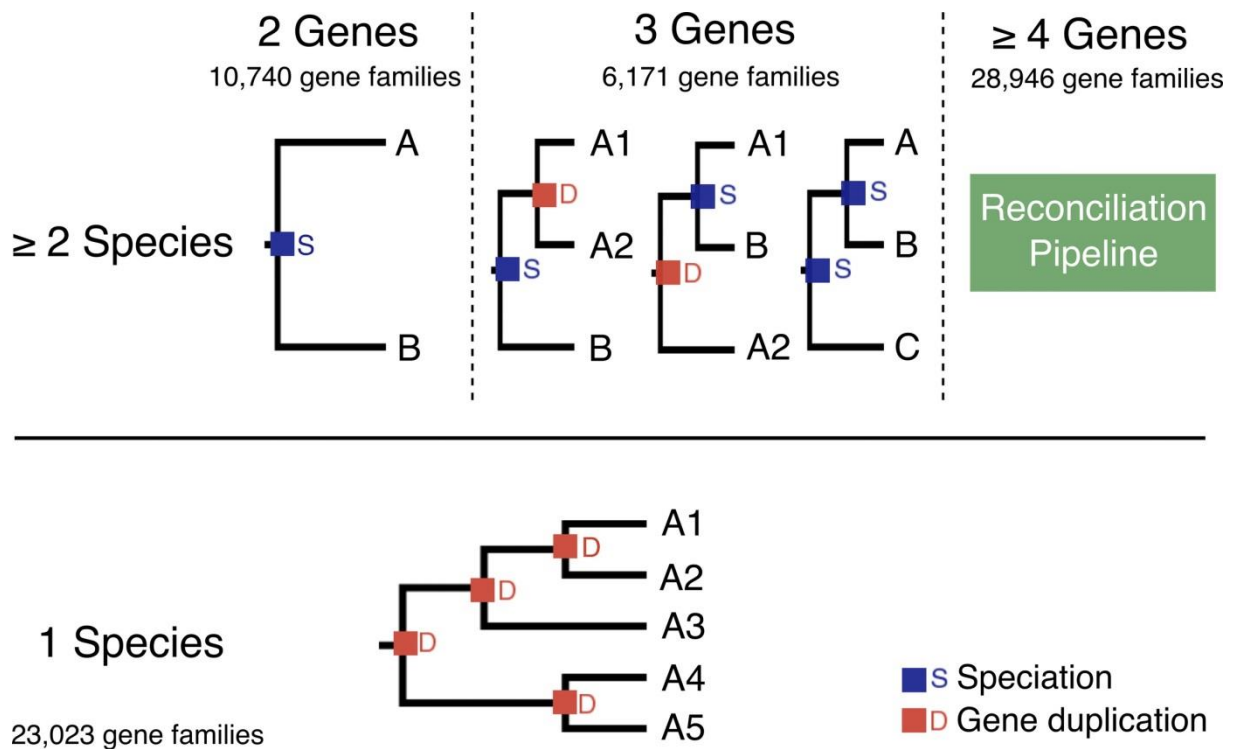 2 Genes
10,740 gene families
3 Genes
6,171 gene families
≥ 4 Genes
28,946 gene families
≥ 2 Species
A
S
B
A1
D
A2
S
B
A1
S
B
D
A2
A
S
B
S
C
Reconciliation
Pipeline
1 Species
23,023 gene families
A1
D
A2
D
A3
D
A4
D
A5
S Speciation
D Gene duplication